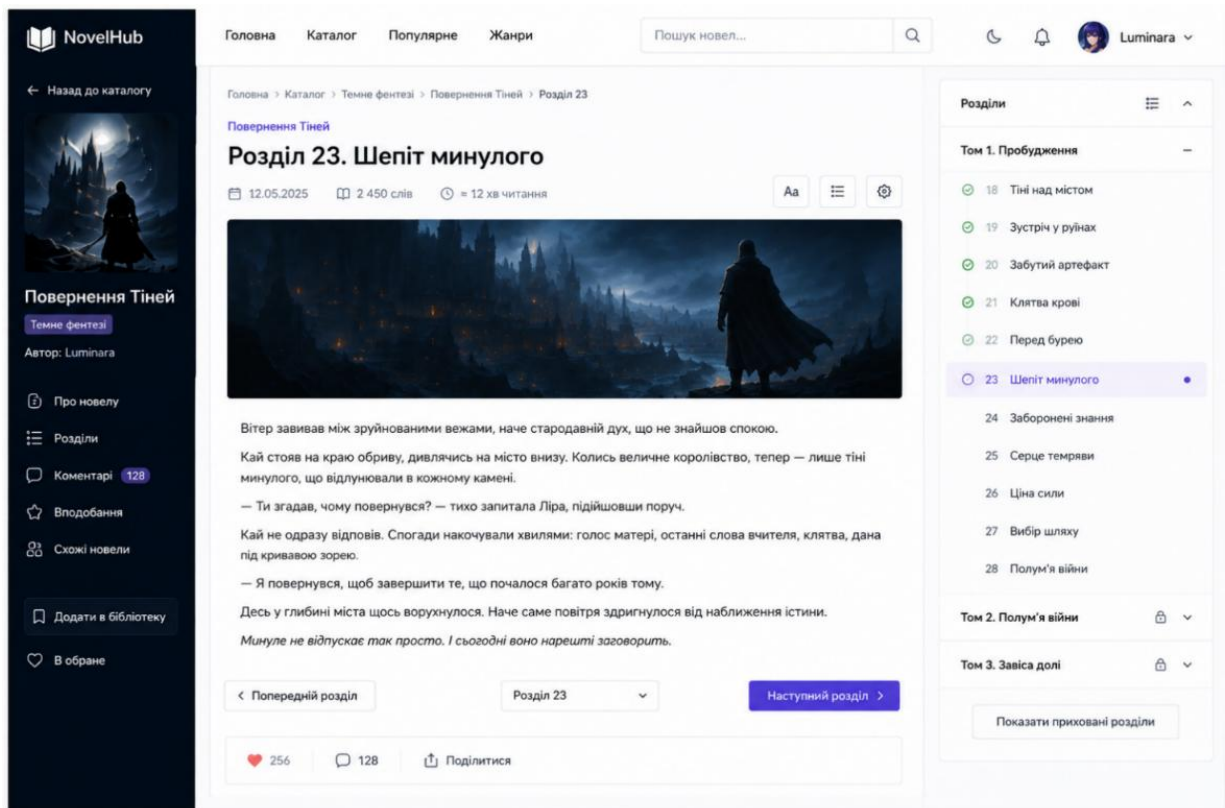 NovelHub
Головна
Каталог
Популярне
Жанри
Пошук новел...
Luminara
← Назад до каталогу
Повернення Тіней
Темне фентезі
Автор: Luminara
Про новелу
Розділи
Коментарі 128
Вподобання
Схожі новели
Додати в бібліотеку
В обране
Головна > Каталог > Темне фентезі > Повернення Тіней > Розділ 23
Повернення Тіней
Розділ 23. Шепіт минулого
12.05.2025
2 450 слів
≈ 12 хв читання
Aa
Вітер завивав між зруйнованими вежами, наче стародавній дух, що не знайшов спокою.
Кай стояв на краю обриву, дивлячись на місто внизу. Колись величне королівство, тепер — лише тіні
минулого, що відлунювали в кожному камені.
— Ти згадав, чому повернувся? — тихо запитала Ліра, підійшовши поруч.
Кай не одразу відповів. Спогади накочували хвилями: голос матері, останні слова вчителя, клятва, дана
під кривавою зорею.
— Я повернувся, щоб завершити те, що почалося багато років тому.
Десь у глибині міста щось ворухнулося. Наче саме повітря здригнулося від наближення істини.
Минуле не відпускає так просто. І сьогодні воно нарешті заговорить.
< Попередній розділ
Розділ 23
Наступний розділ >
256
128
Поділитися
Розділи
Том 1. Пробудження
18 Тіні над містом
19 Зустріч у руїнах
20 Забутий артефакт
21 Клятва крові
22 Перед бурею
23 Шепіт минулого
24 Заборонені знання
25 Серце темряви
26 Ціна сили
27 Вибір шляху
28 Полум'я війни
Том 2. Полум'я війни
Том 3. Завіса долі
Показати приховані розділи